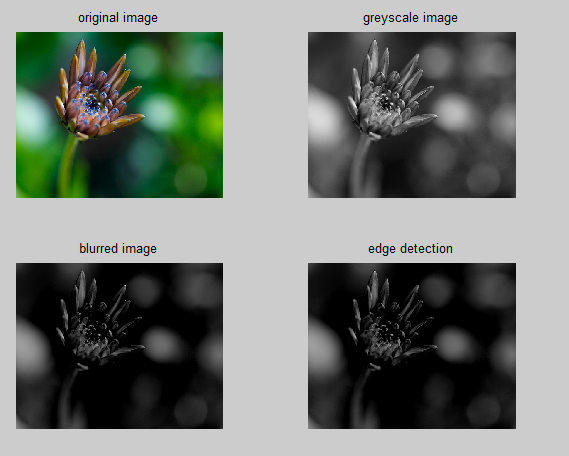 original image
greyscale image
blurred image
edge detection